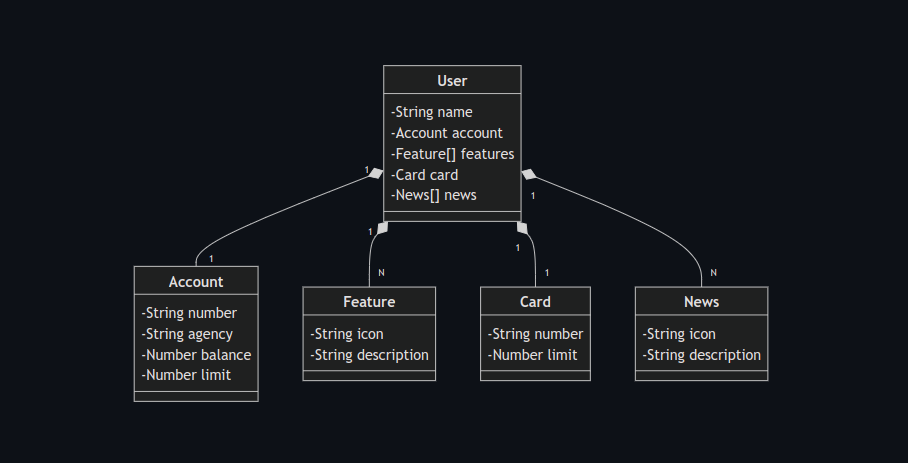 User
-String name
-Account account
-Feature[] features
-Card card
-News[] news
1
1
1
1
1
N
1
N
Account
-String number
-String agency
-Number balance
-Number limit
Feature
-String icon
-String description
Card
-String number
-Number limit
News
-String icon
-String description